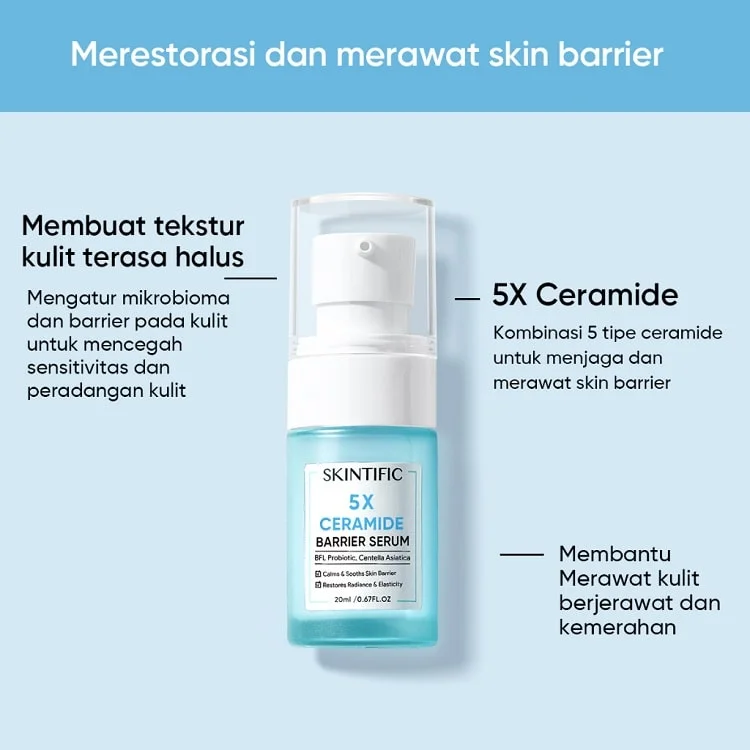 Merestorasi dan merawat skin barrier
Membuat tekstur
kulit terasa halus
Mengatur mikrobioma
dan barrier pada kulit
untuk mencegah
sensitivitas dan
peradangan kulit
5X Ceramide
Kombinasi 5 tipe ceramide
untuk menjaga dan
merawat skin barrier
SKINTIFIC
5X
CERAMIDE
BARRIER SERUM
BFL Probiotic, Centella Asiatica
Calms & Sooths Skin Barrier
Restores Radiance & Elasticity
20ml /0.67FL.OZ
Membantu
Merawat kulit
berjerawat dan
kemerahan